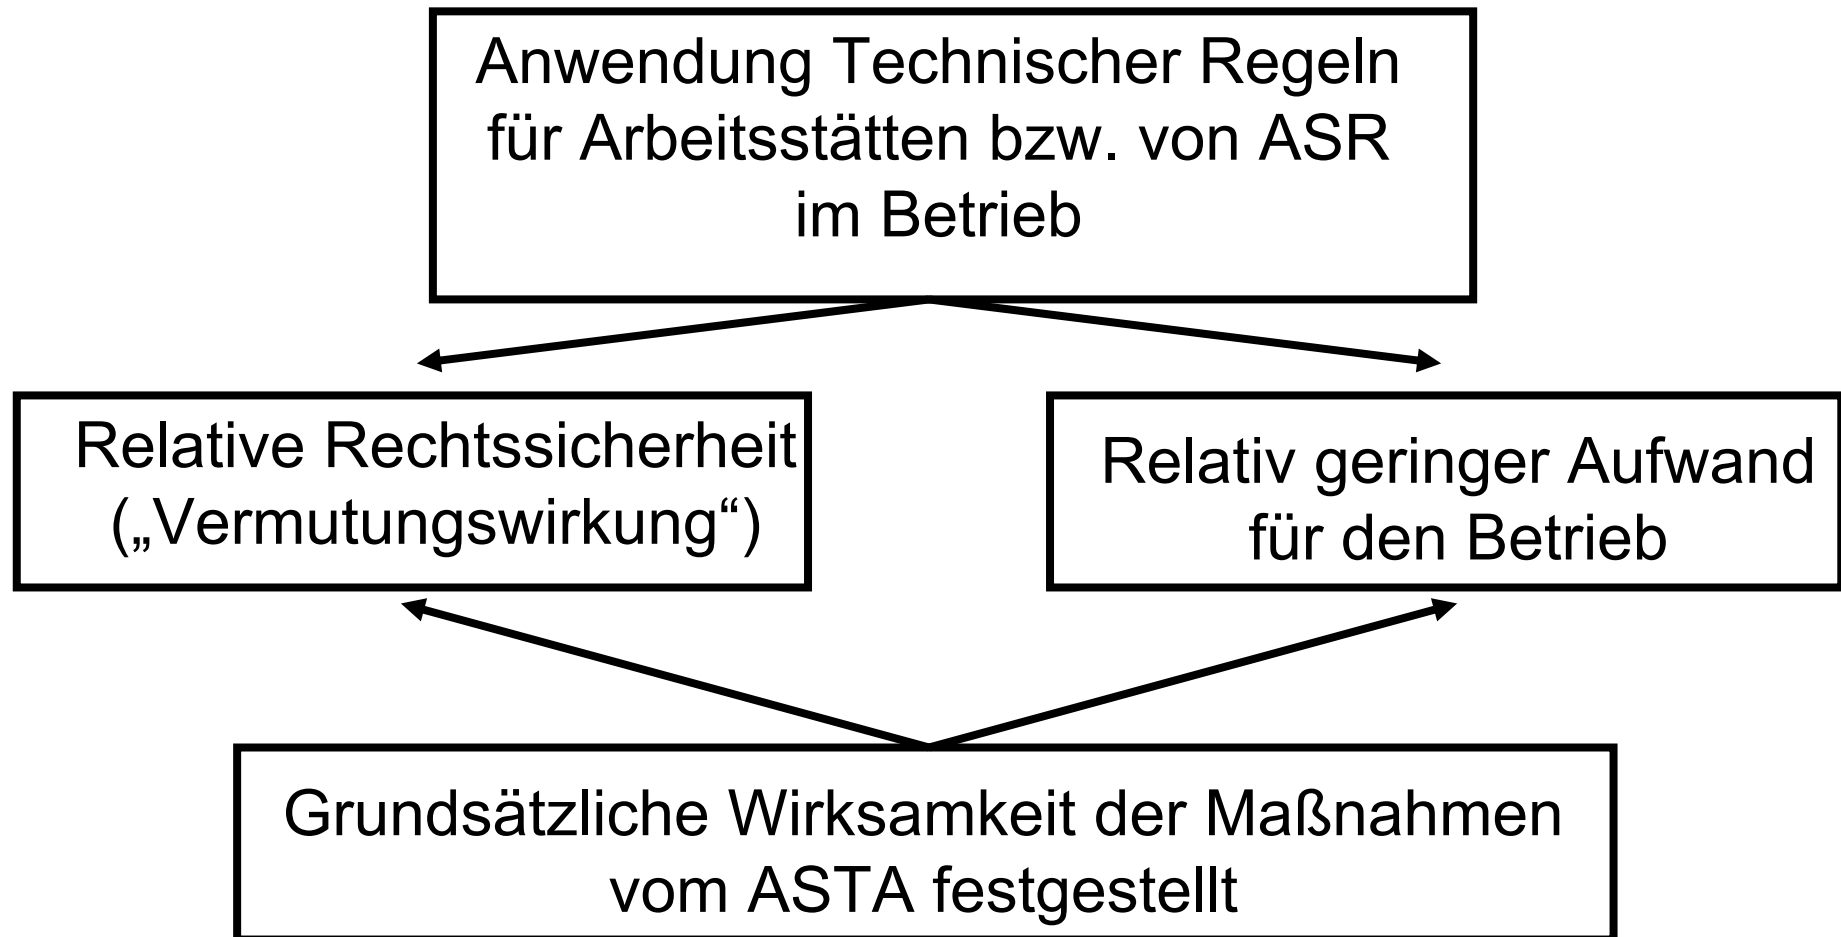 Anwendung Technischer Regeln
für Arbeitsstätten bzw. von ASR
im Betrieb
Relative Rechtssicherheit
(„Vermutungswirkung“)
Relativ geringer Aufwand
für den Betrieb
Grundsätzliche Wirksamkeit der Maßnahmen
vom ASTA festgestellt